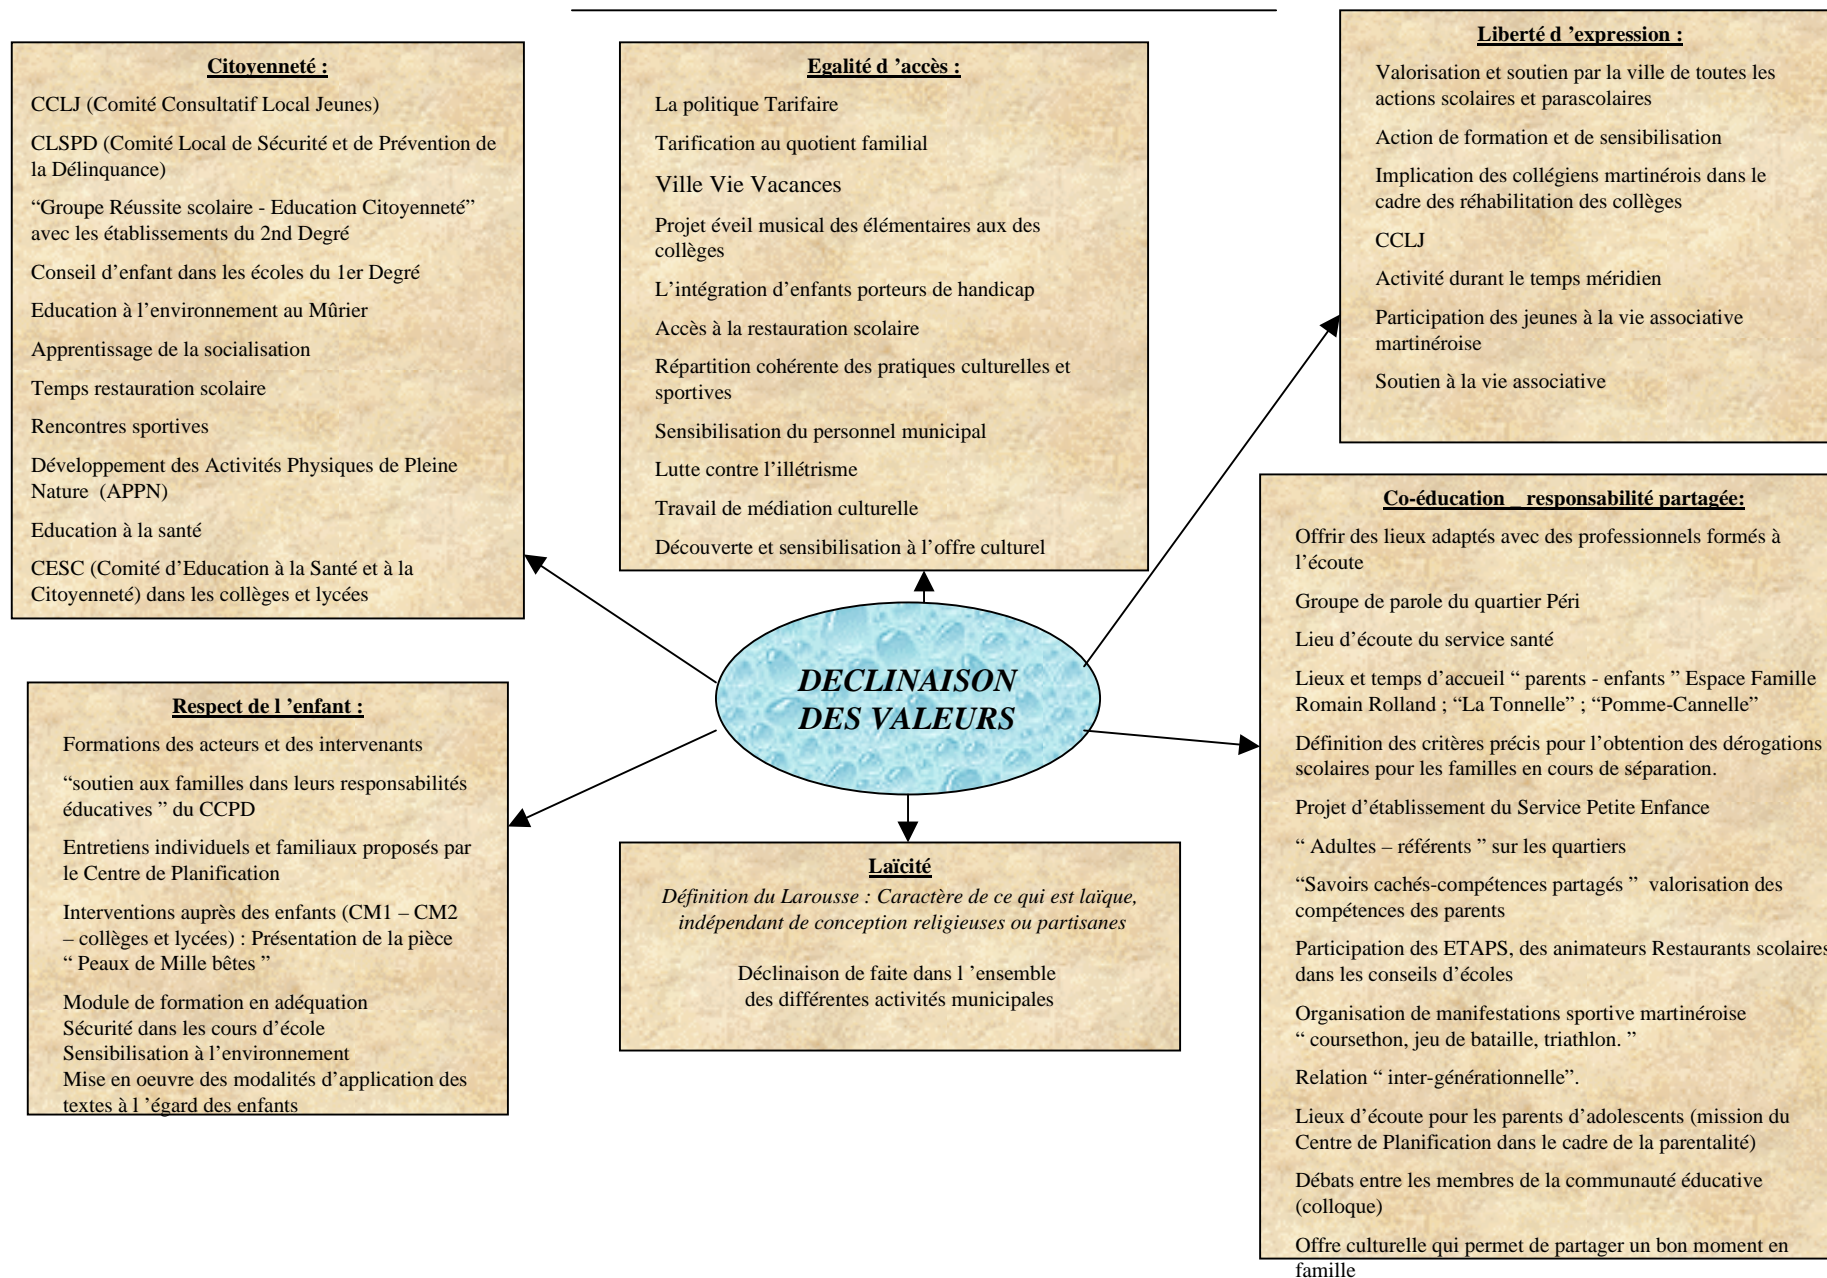 Citoyenneté :
CCLJ (Comité Consultatif Local Jeunes)
CLSPD (Comité Local de Sécurité et de Prévention de
la Délinquance)
“Groupe Réussite scolaire - Education Citoyenneté”
avec les établissements du 2nd Degré
Conseil d’enfant dans les écoles du 1er Degré
Education à l’environnement au Mûrier
Apprentissage de la socialisation
Temps restauration scolaire
Rencontres sportives
Développement des Activités Physiques de Pleine
Nature  (APPN)
Education à la santé
CESC (Comité d’Education à la Santé et à la
Citoyenneté) dans les collèges et lycées
Egalité d ’accès :
La politique Tarifaire
Tarification au quotient familial
Ville Vie Vacances
Projet éveil musical des élémentaires aux des
collèges
L’intégration d’enfants porteurs de handicap
Accès à la restauration scolaire
Répartition cohérente des pratiques culturelles et
sportives
Sensibilisation du personnel municipal
Lutte contre l’illétrisme
Travail de médiation culturelle
Découverte et sensibilisation à l’offre culturel
Liberté d ’expression :
Valorisation et soutien par la ville de toutes les
actions scolaires et parascolaires
Action de formation et de sensibilisation
Implication des collégiens martinérois dans le
cadre des réhabilitation des collèges
CCLJ
Activité durant le temps méridien
Participation des jeunes à la vie associative
martinéroise
Soutien à la vie associative
DECLINAISON
DES VALEURS
Respect de l ’enfant :
Formations des acteurs et des intervenants
“soutien aux familles dans leurs responsabilités
éducatives ” du CCPD
Entretiens individuels et familiaux proposés par
le Centre de Planification
Interventions auprès des enfants (CM1 – CM2
– collèges et lycées) : Présentation de la pièce
“ Peaux de Mille bêtes ”
Module de formation en adéquation
Sécurité dans les cours d’école
Sensibilisation à l’environnement
Mise en oeuvre des modalités d’application des
textes à l ’égard des enfants
Laïcité
Définition du Larousse : Caractère de ce qui est laïque,
indépendant de conception religieuses ou partisanes
Déclinaison de faite dans l ’ensemble
des différentes activités municipales
Co-éducation _ responsabilité partagée:
Offrir des lieux adaptés avec des professionnels formés à
l’écoute
Groupe de parole du quartier Péri
Lieu d’écoute du service santé
Lieux et temps d’accueil “ parents - enfants ” Espace Famille
Romain Rolland ; “La Tonnelle” ; “Pomme-Cannelle”
Définition des critères précis pour l’obtention des dérogations
scolaires pour les familles en cours de séparation.
Projet d’établissement du Service Petite Enfance
“ Adultes – référents ” sur les quartiers
“Savoirs cachés-compétences partagés ”  valorisation des
compétences des parents
Participation des ETAPS, des animateurs Restaurants scolaires
dans les conseils d’écoles
Organisation de manifestations sportive martinéroise
“ coursethon, jeu de bataille, triathlon. ”
Relation “ inter-générationnelle”.
Lieux d’écoute pour les parents d’adolescents (mission du
Centre de Planification dans le cadre de la parentalité)
Débats entre les membres de la communauté éducative
(colloque)
Offre culturelle qui permet de partager un bon moment en
famille